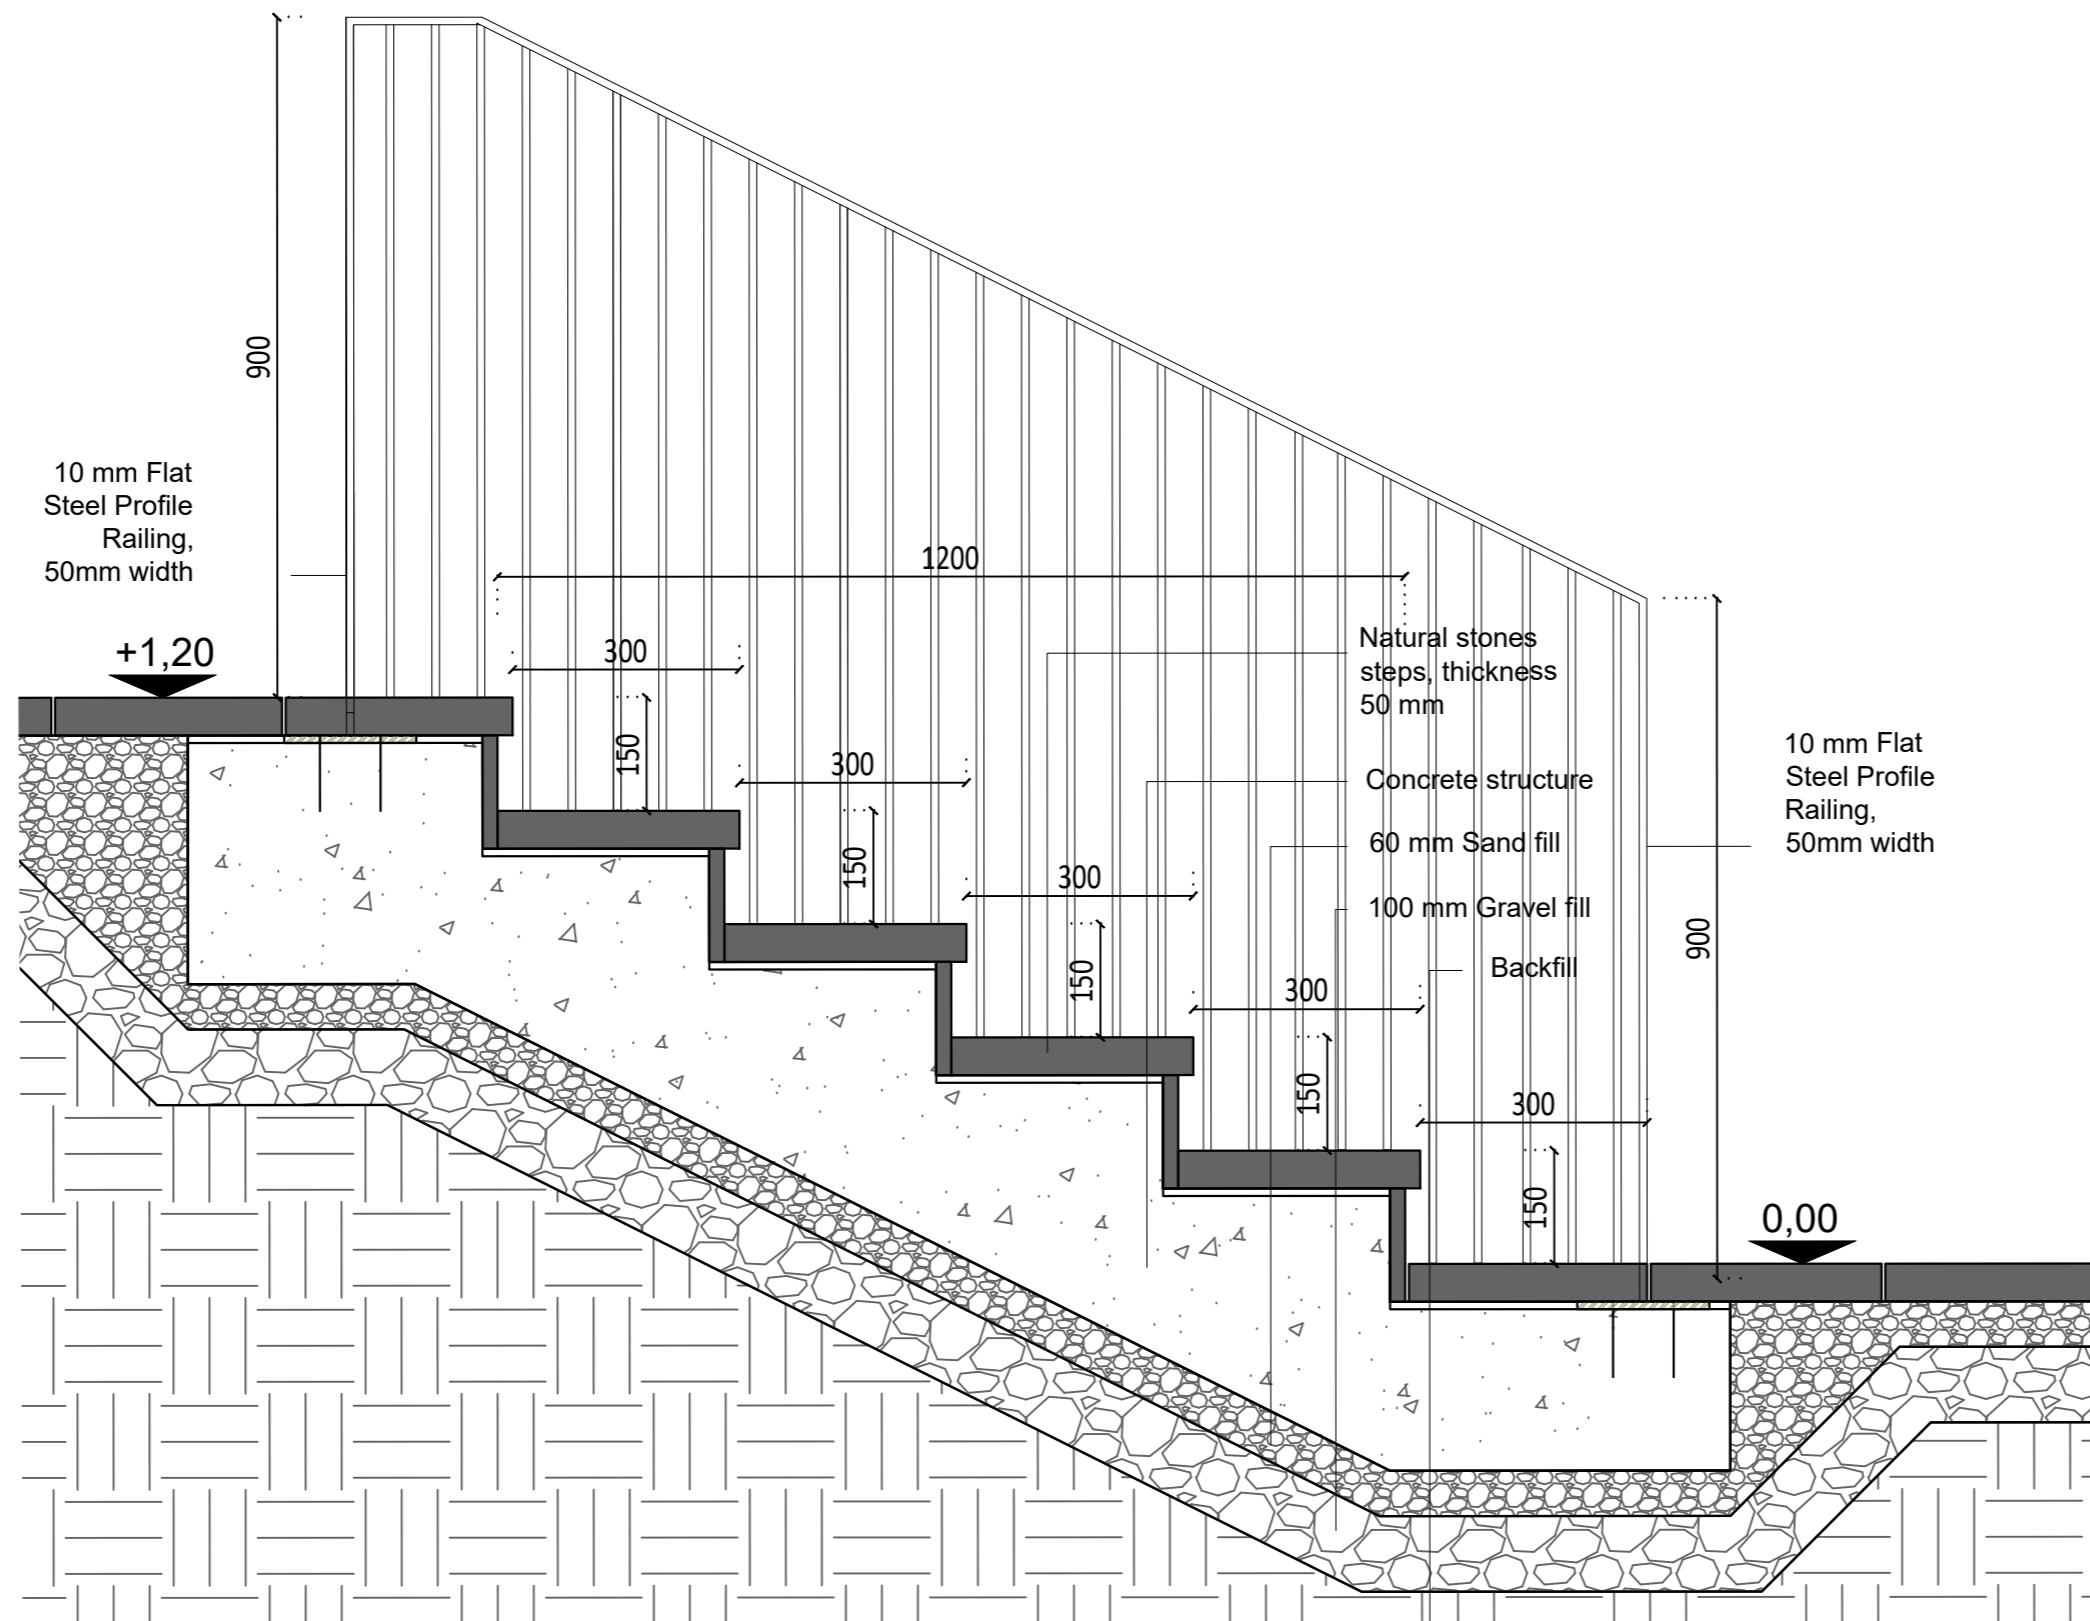 900
10 mm Flat
Steel Profile
Railing,
50mm width
+1,20
1200
300
150
300
150
300
150
300
150
300
150
Natural stones
steps, thickness
50 mm
Concrete structure
60 mm Sand fill
100 mm Gravel fill
Backfill
10 mm Flat
Steel Profile
Railing,
50mm width
900
0,00